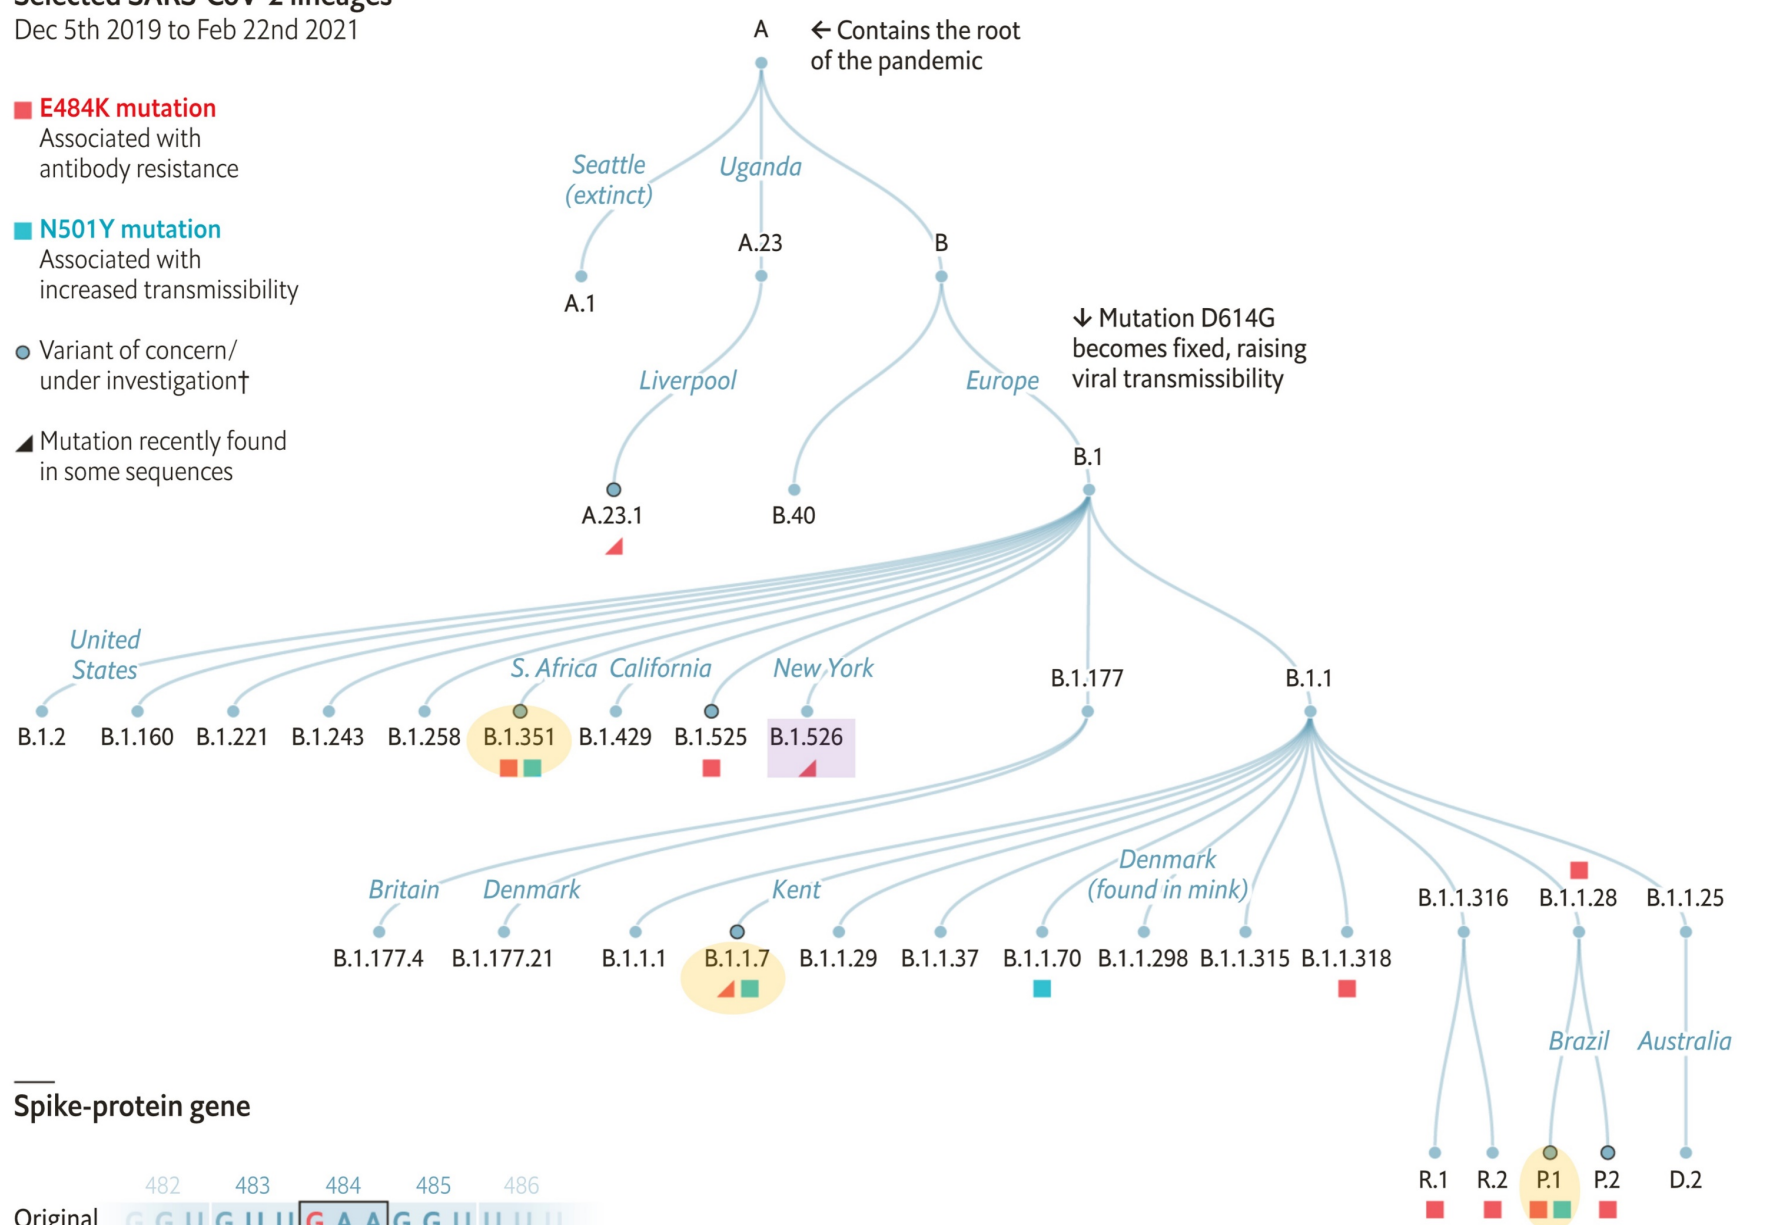 Selected SARS-CoV-2 lineages
Dec 5th 2019 to Feb 22nd 2021
E484K mutation
Associated with
antibody resistance
N501Y mutation
Associated with
increased transmissibility
Variant of concern/
under investigation†
Mutation recently found
in some sequences
A
← Contains the root
of the pandemic
Seattle
(extinct)
Uganda
A.23
B
A.1
↓ Mutation D614G
becomes fixed, raising
viral transmissibility
Liverpool
Europe
B.1
A.23.1
B.40
United
States
S. Africa
California
New York
B.1.177
B.1.1
B.1.2
B.1.160
B.1.221
B.1.243
B.1.258
B.1.351
B.1.429
B.1.525
B.1.526
Britain
Denmark
Kent
Denmark
(found in mink)
B.1.1.316
B.1.1.28
B.1.1.25
B.1.177.4
B.1.177.21
B.1.1.1
B.1.1.7
B.1.1.29
B.1.1.37
B.1.1.70
B.1.1.298
B.1.1.315
B.1.1.318
Brazil
Australia
R.1
R.2
P.1
P.2
D.2
Spike-protein gene
482 483 484 485 486
Original G G U G U U G A A G G U U U U